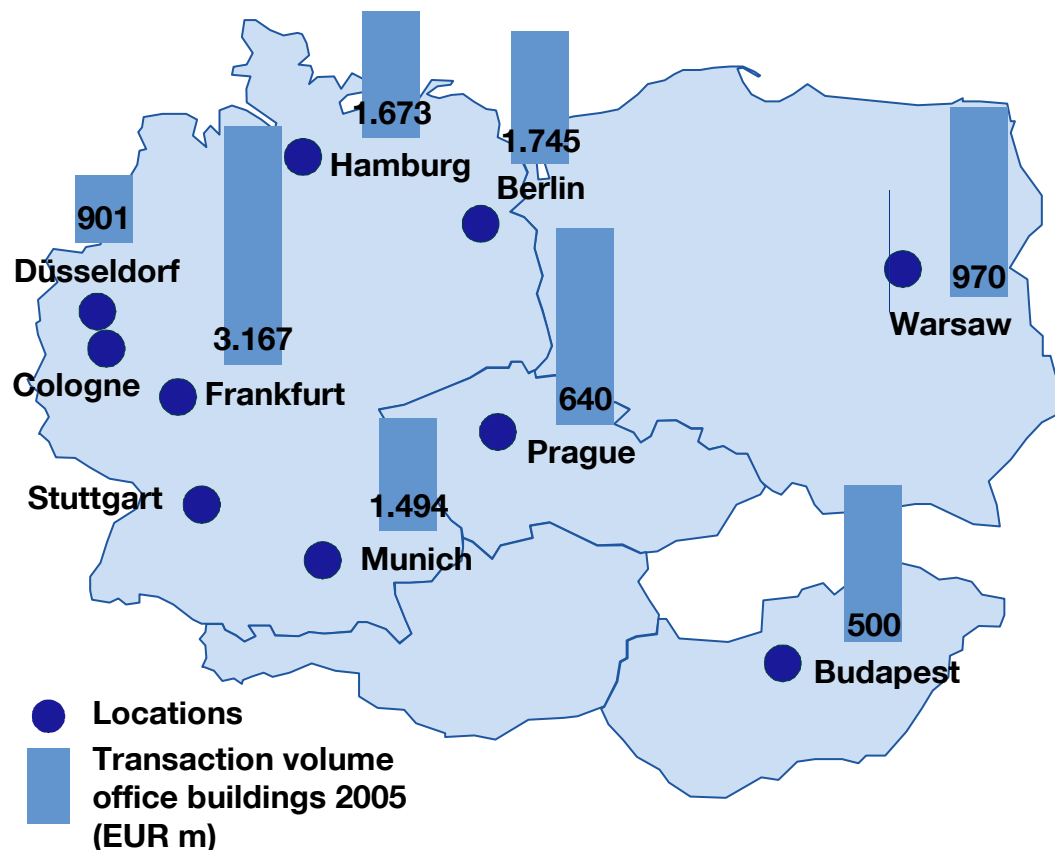 1.673
Hamburg
1.745
Berlin
901
Düsseldorf
3.167
970
Warsaw
Cologne
Frankfurt
640
Prague
Stuttgart
1.494
Munich
500
Budapest
Locations
Transaction volume
office buildings 2005
(EUR m)